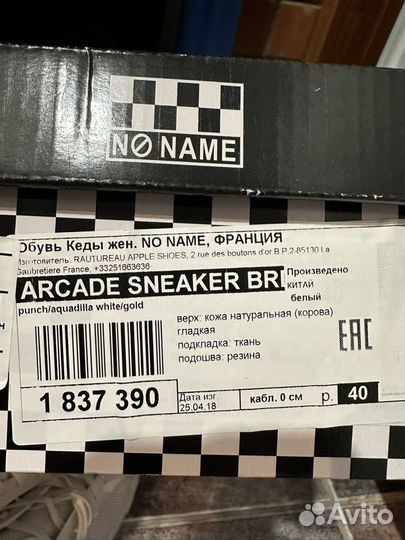 NO NAME
Обувь Кеды жен. NO NAME, ФРАНЦИЯ
Изготовитель: RAUTUREAU APPLE SHOES, 2 rue des boutons d'or B.P.2-85130 La
Gaubretiere France, +33251663636
ARCADE SNEAKER BRI
Произведено
КИТАЙ
белый
punch/aquadilla white/gold
верх: кожа натуральная (корова)
гладкая
подкладка: ткань
подошва: резина
EAC
1 837 390
Дата изг.
25.04.18
кабл. 0 см
р. 40
Avito